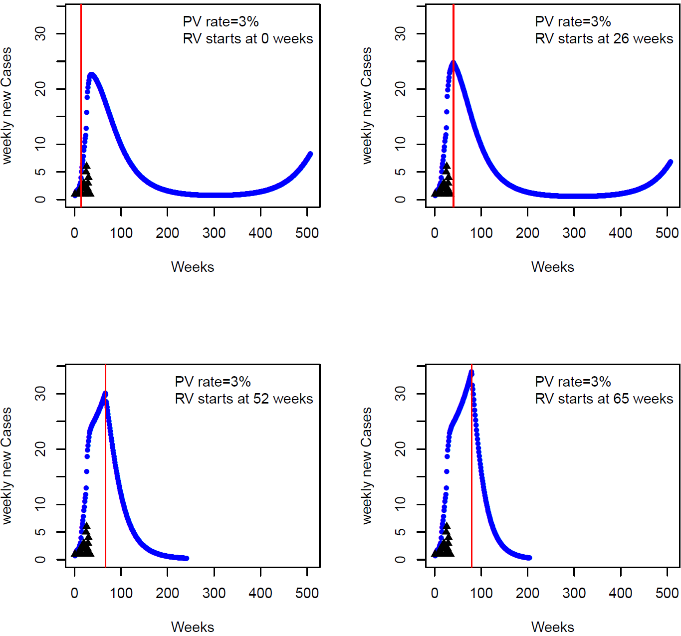 PV rate=3%
RV starts at 0 weeks
weekly new Cases
0 5 10 20 30
0 100 200 300 400 500
Weeks
PV rate=3%
RV starts at 26 weeks
weekly new Cases
0 5 10 20 30
0 100 200 300 400 500
Weeks
PV rate=3%
RV starts at 52 weeks
weekly new Cases
0 5 10 20 30
0 100 200 300 400 500
Weeks
PV rate=3%
RV starts at 65 weeks
weekly new Cases
0 5 10 20 30
0 100 200 300 400 500
Weeks